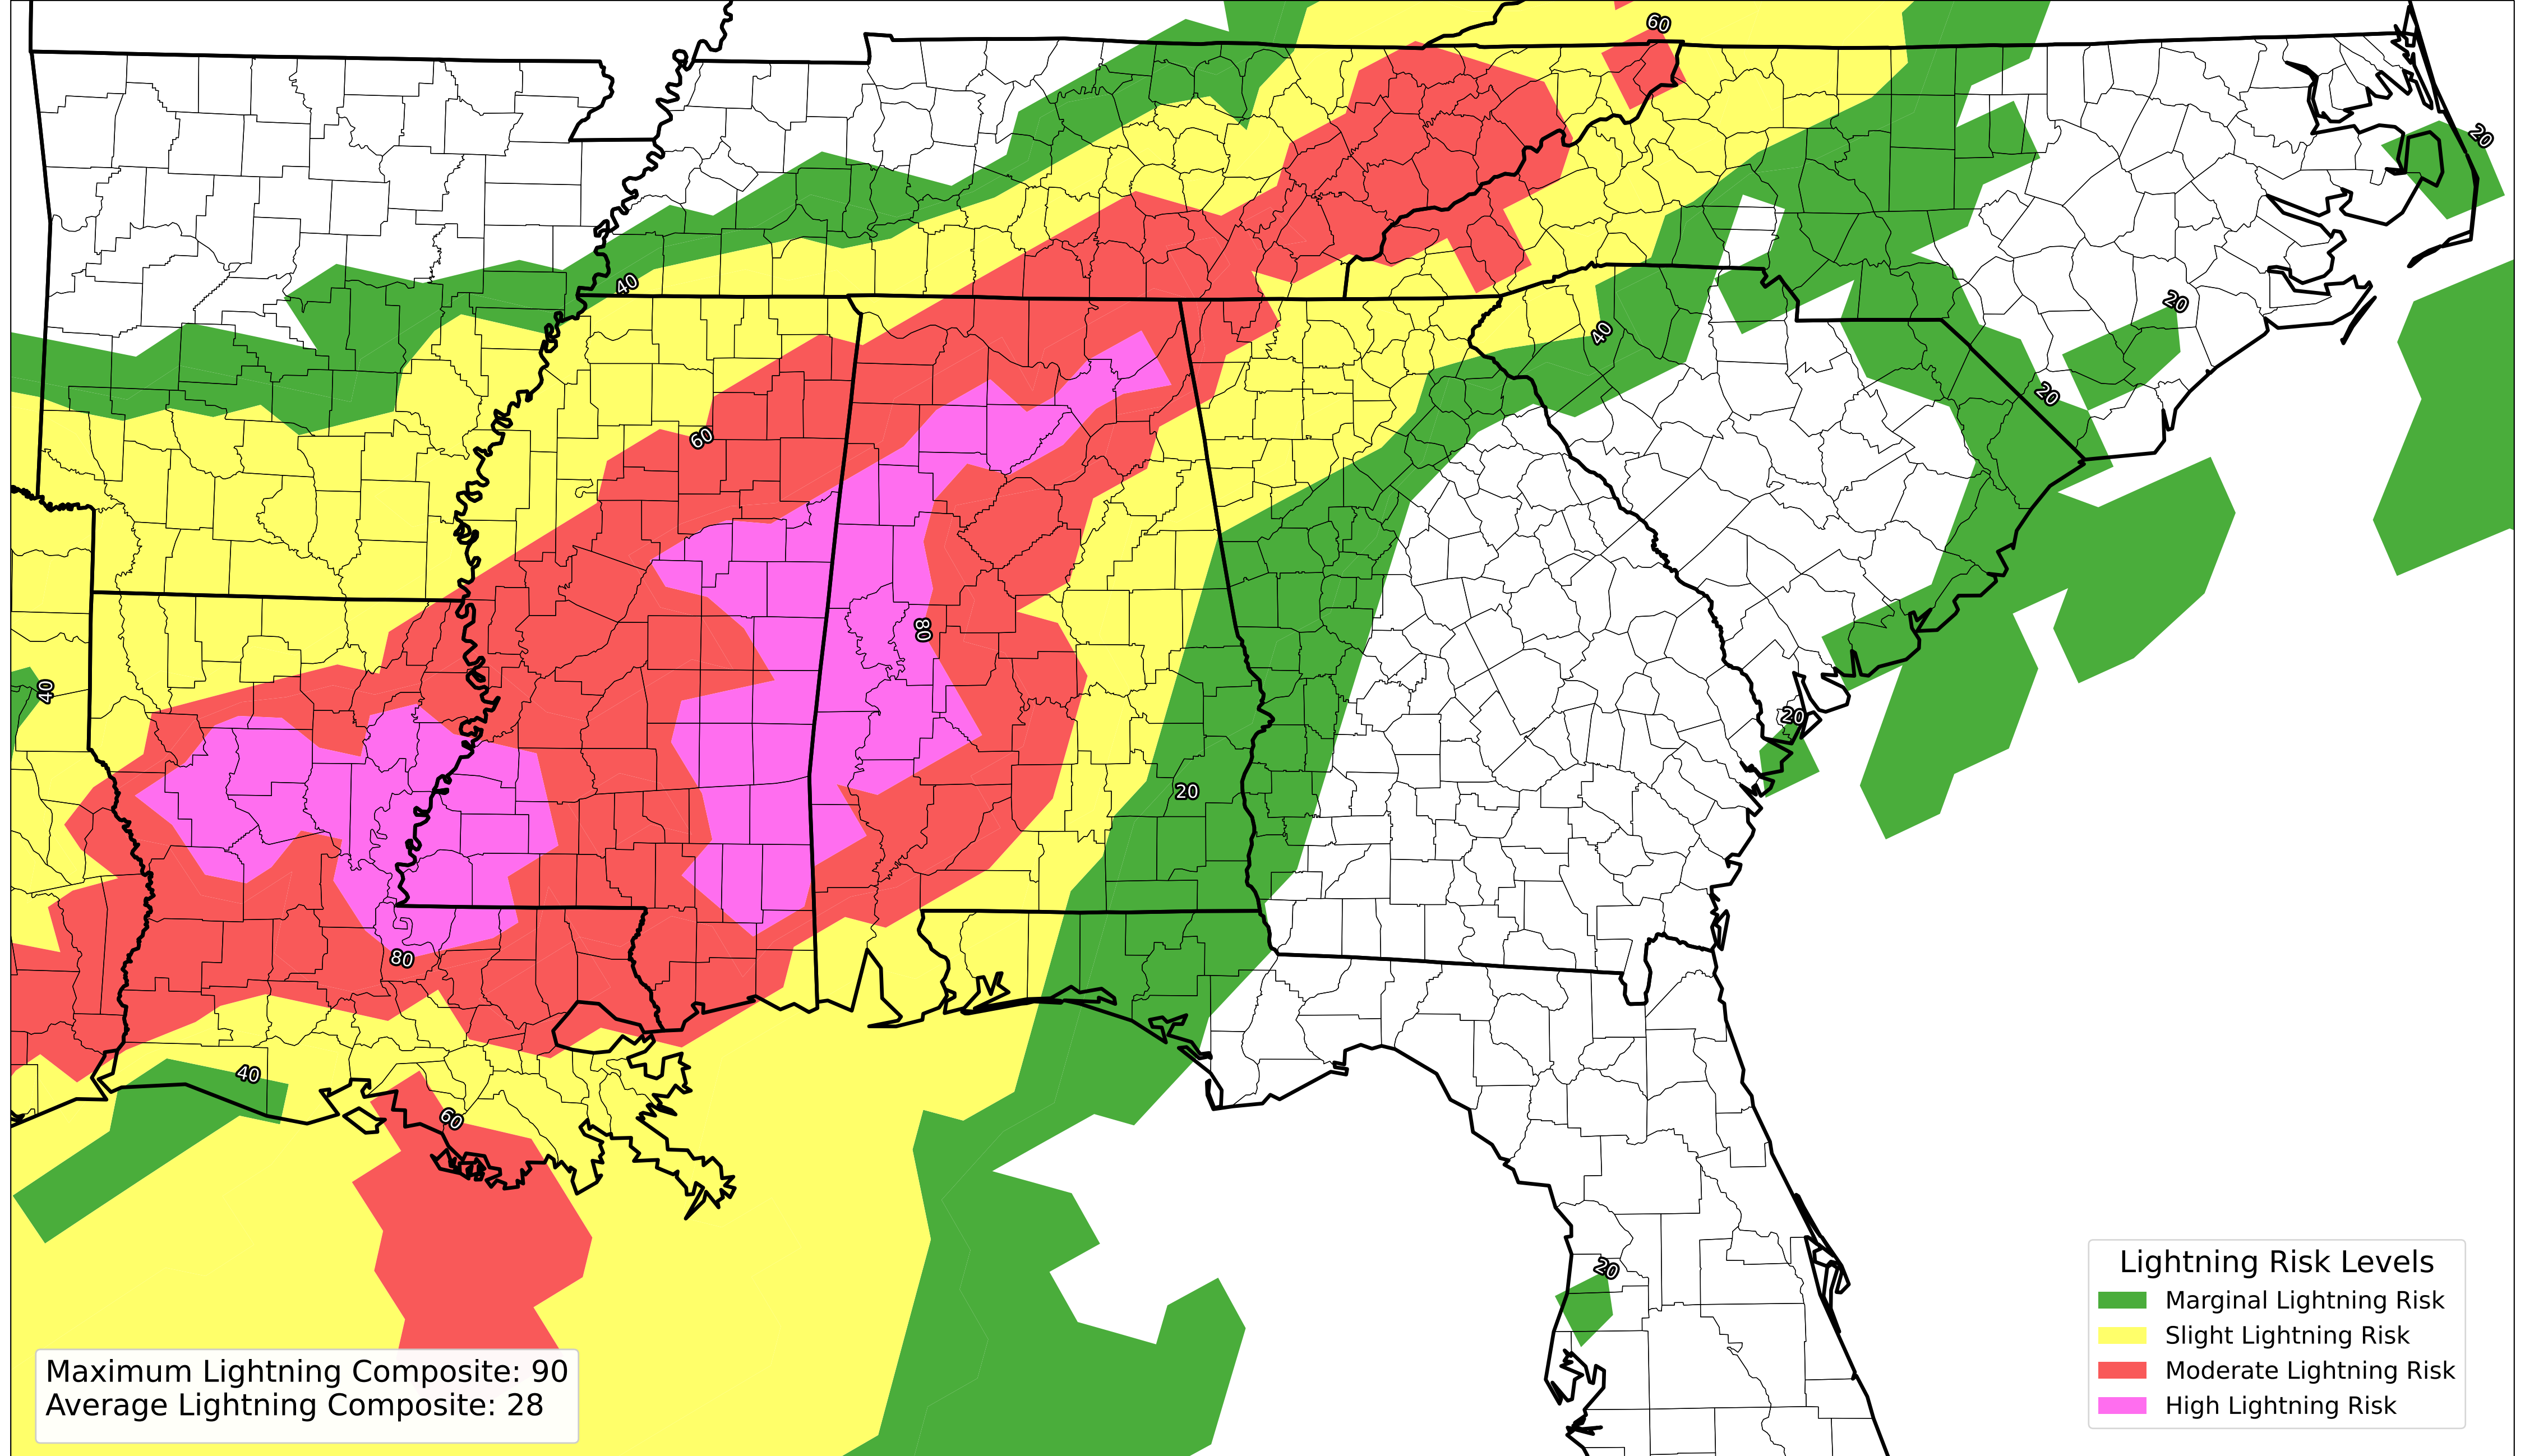 60
20
40
20
40
20
60
80
40
20
20
80
40
60
20
Lightning Risk Levels
Marginal Lightning Risk
Slight Lightning Risk
Moderate Lightning Risk
High Lightning Risk
Maximum Lightning Composite: 90
Average Lightning Composite: 28